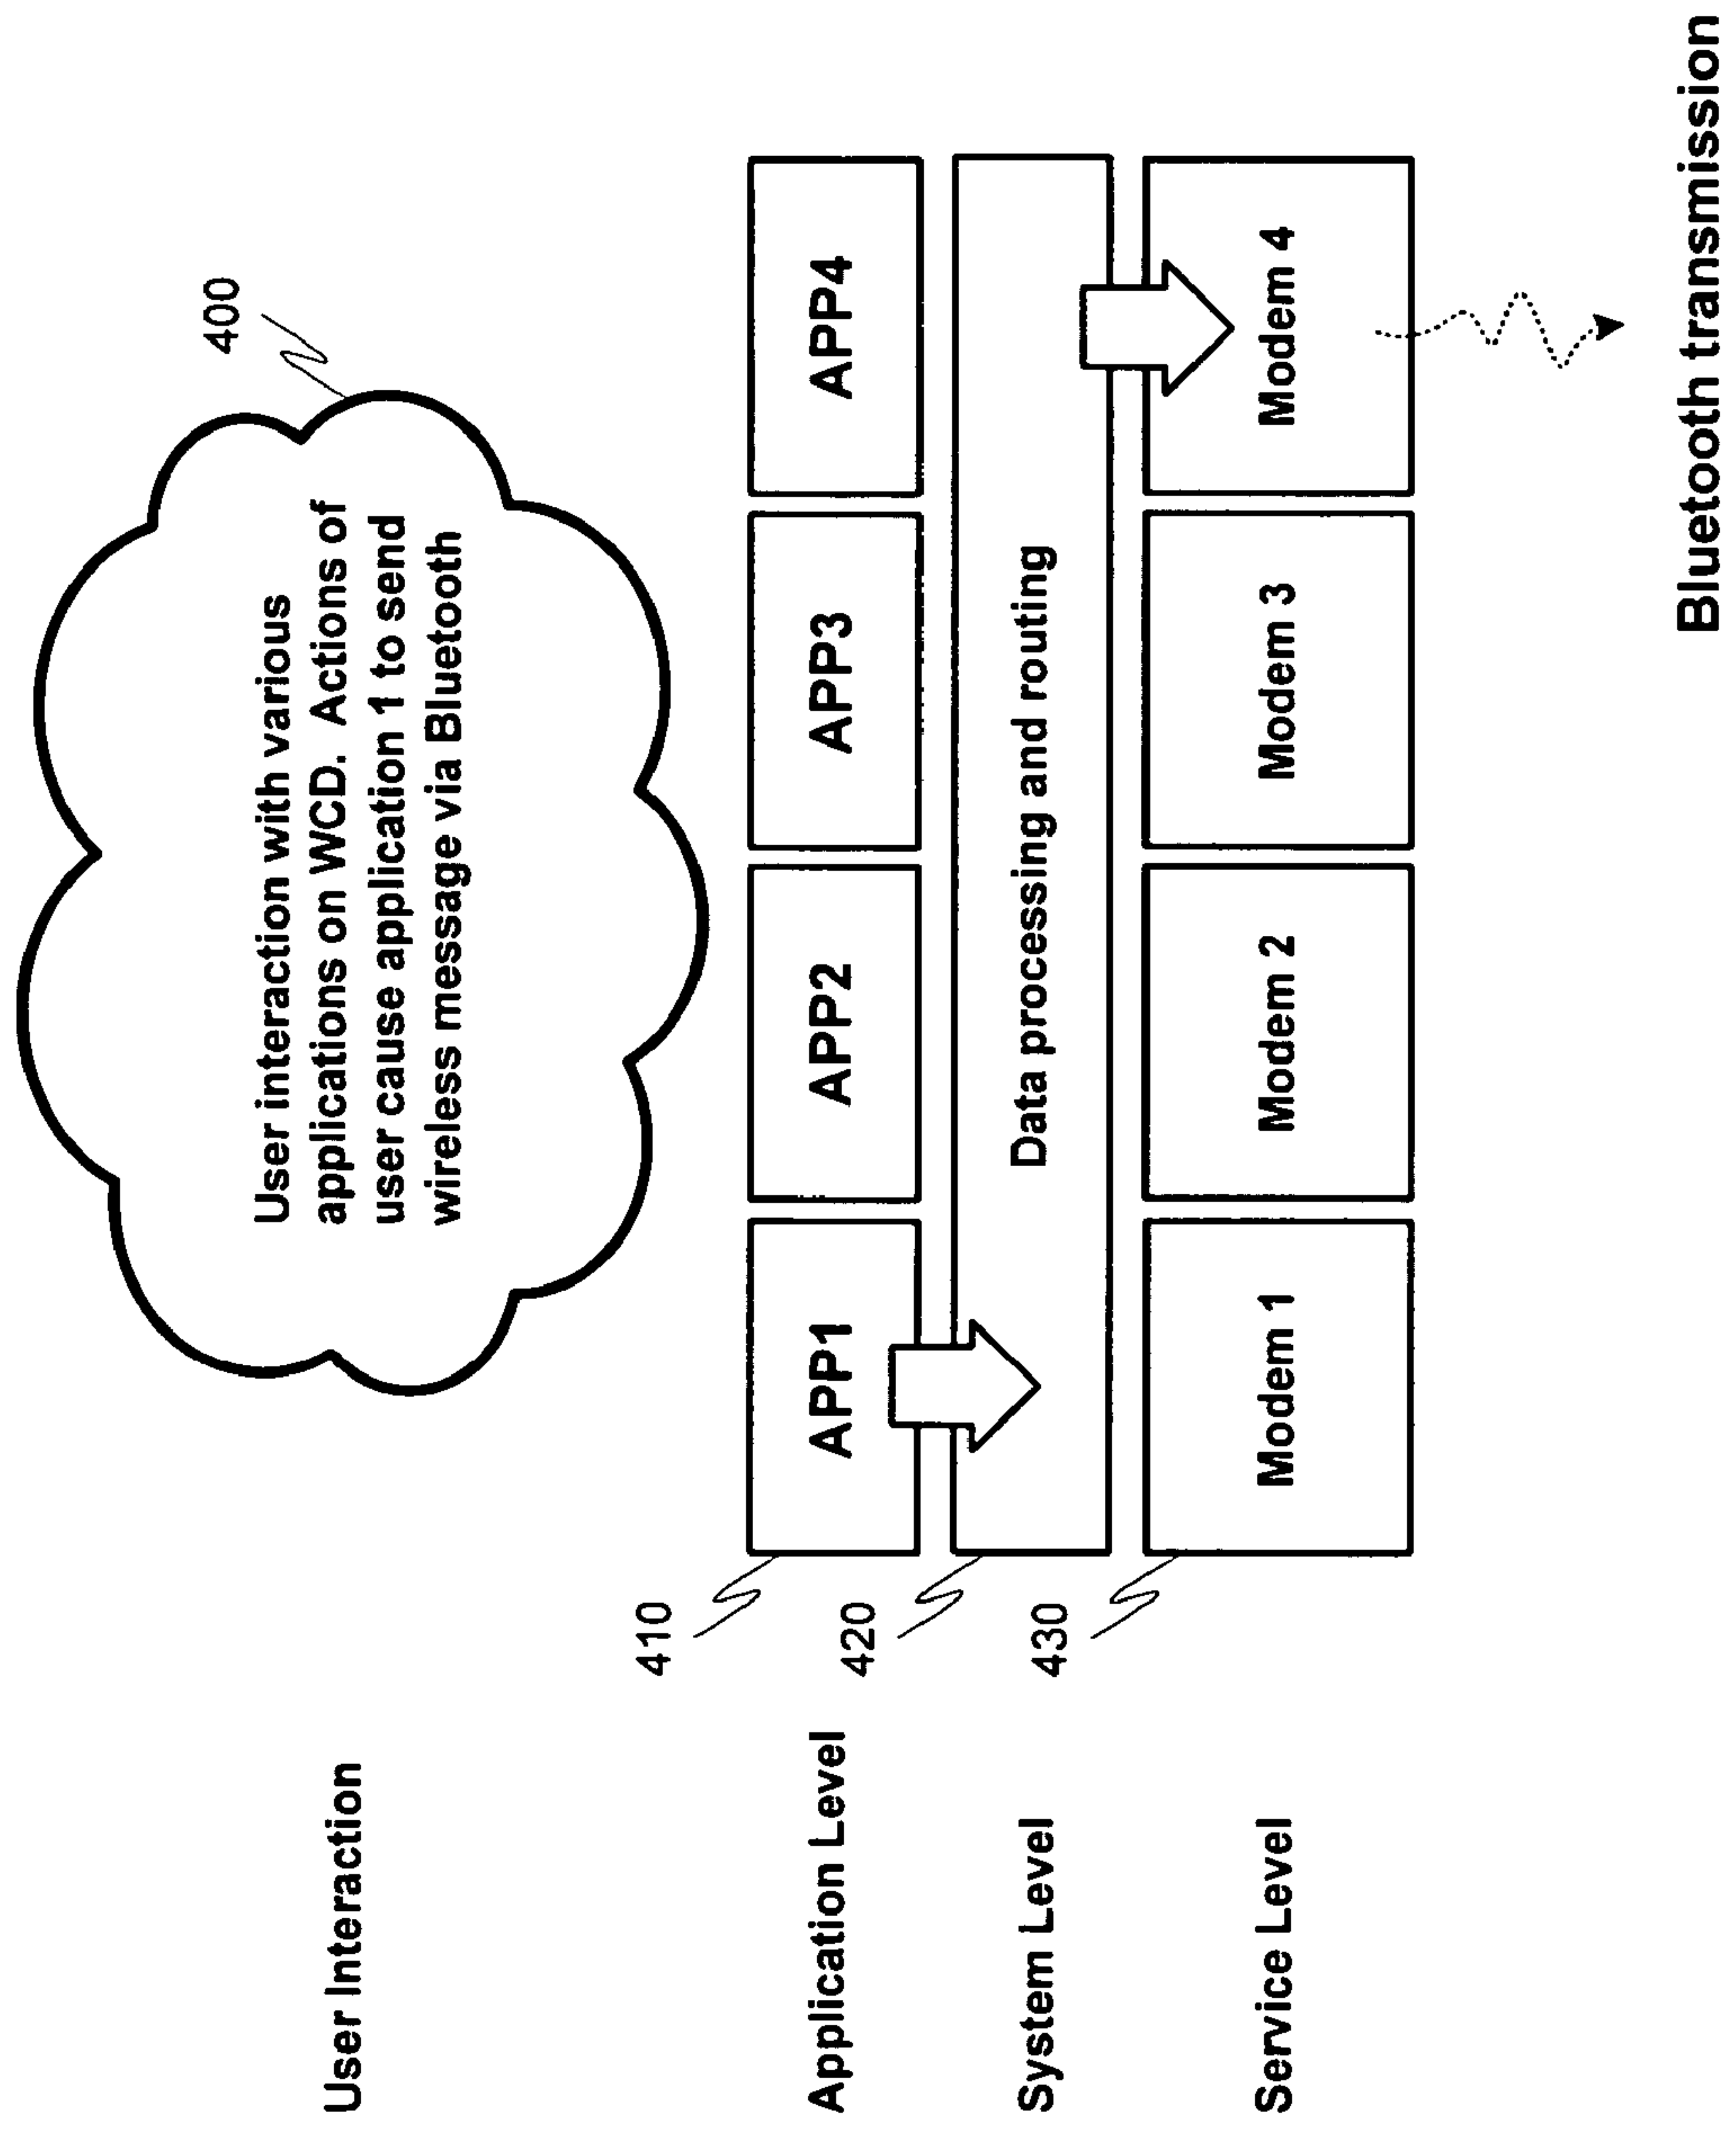 400
User Interaction
User interaction with various
applications on WCD. Actions of
user cause application 1 to send
wireless message via Bluetooth
410
Application Level
APP1
APP2
APP3
APP4
420
System Level
Data processing and routing
430
Service Level
Modem 1
Modem 2
Modem 3
Modem 4
Bluetooth transmission